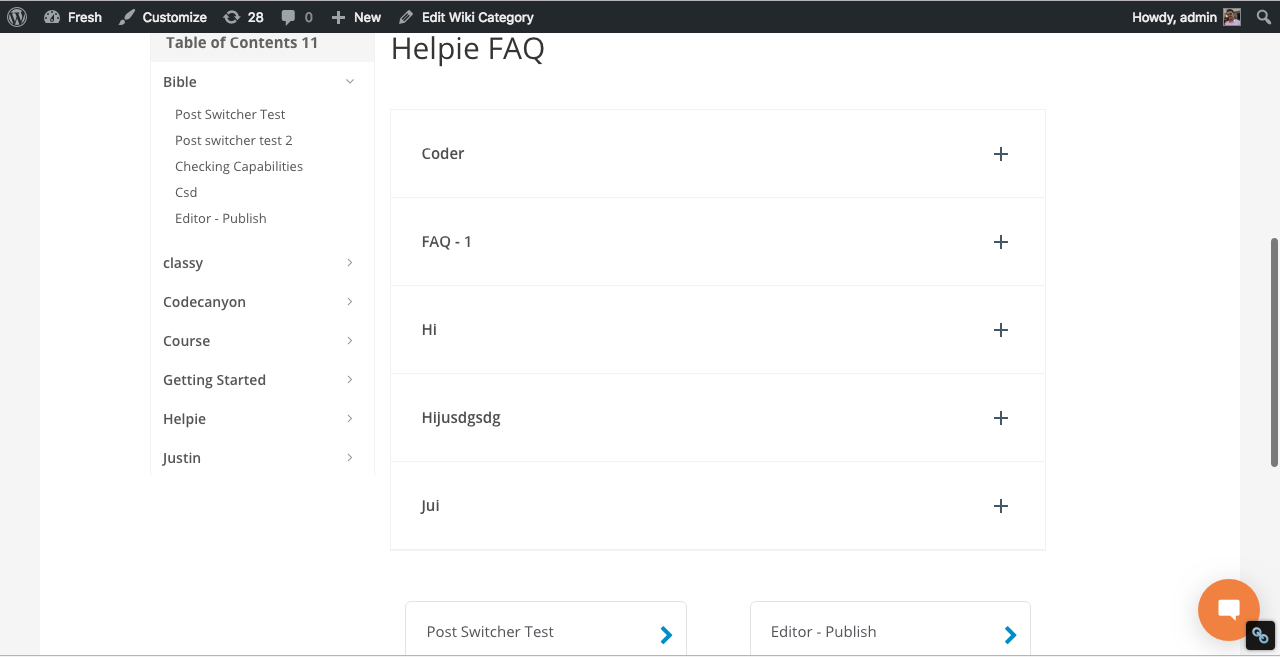 Fresh Customize 28 0 New Edit Wiki Category Howdy, admin
Table of Contents 11
Bible
Post Switcher Test
Post switcher test 2
Checking Capabilities
Csd
Editor - Publish
classy
Codecanyon
Course
Getting Started
Helpie
Justin
Helpie FAQ
Coder
FAQ - 1
Hi
Hijusdgsdg
Jui
Post Switcher Test
Editor - Publish